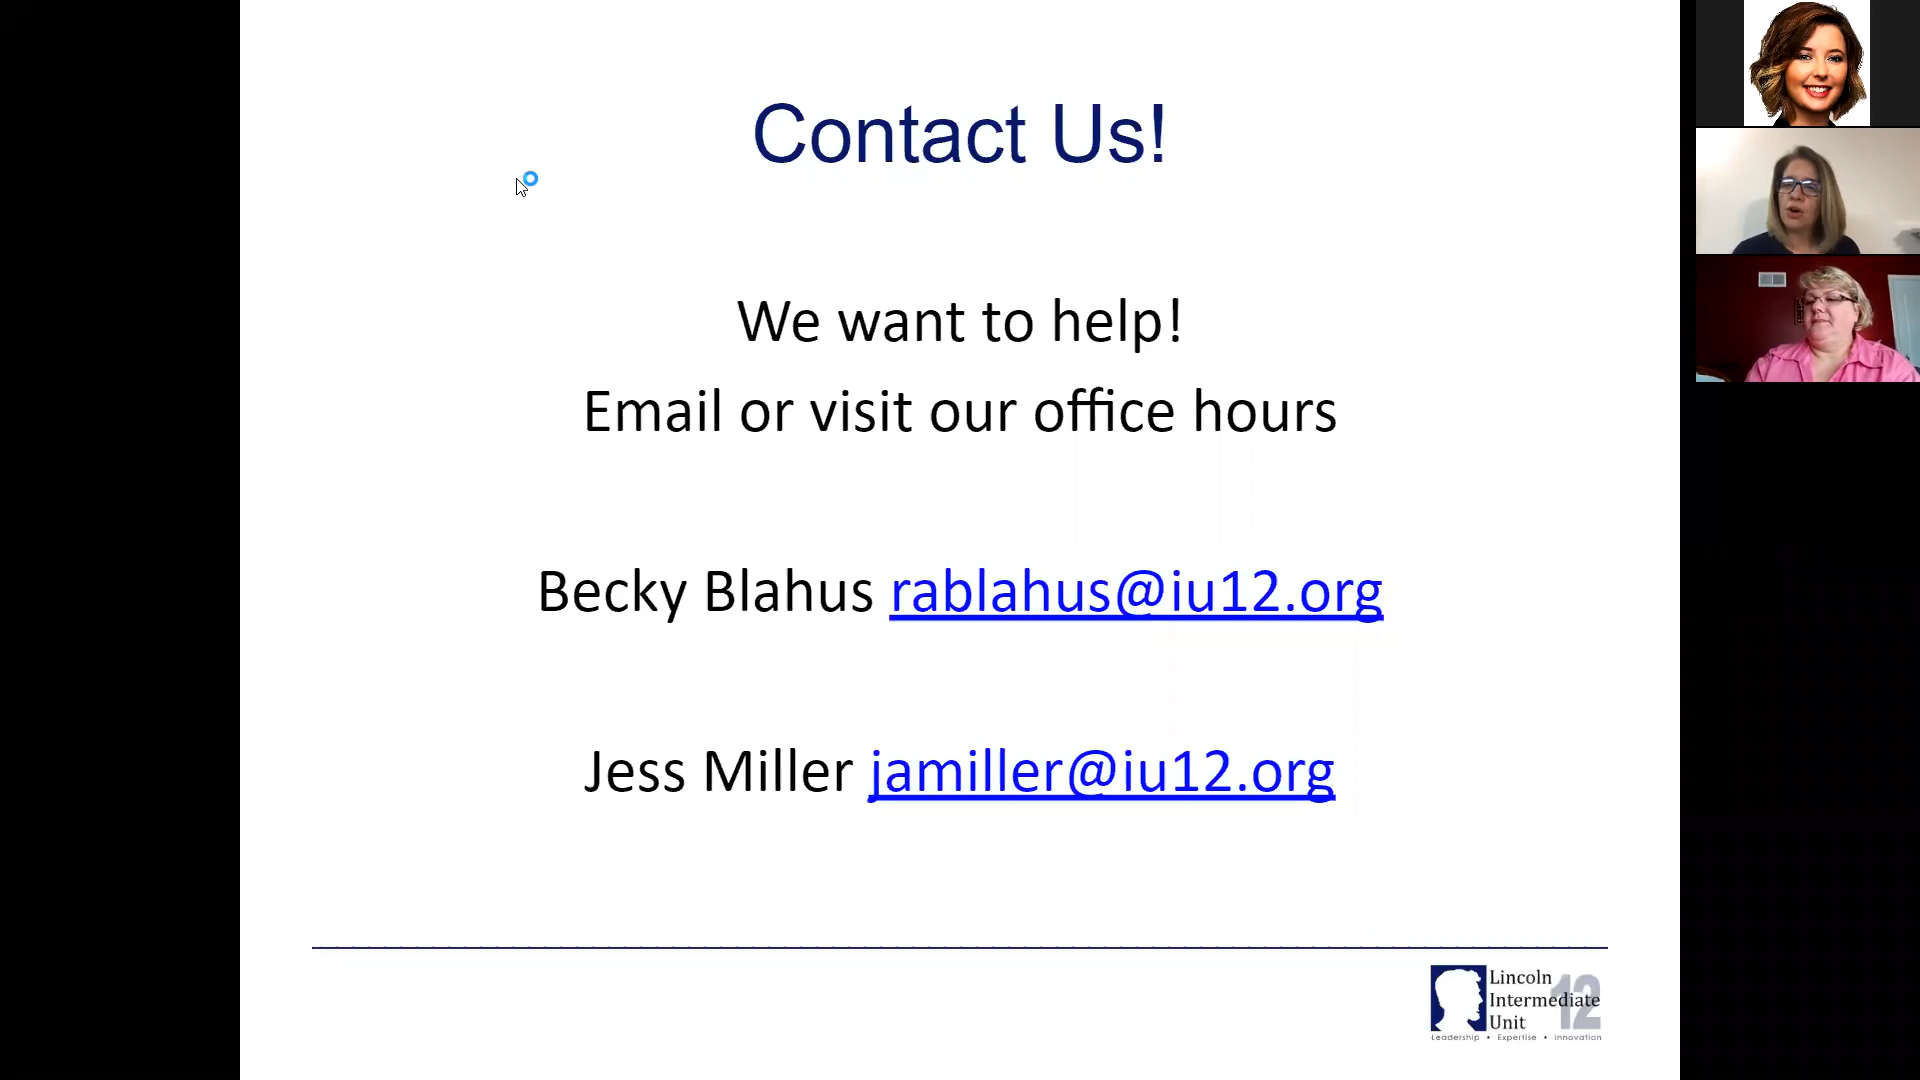 Contact Us!
We want to help!
Email or visit our office hours
Becky Blahus rablahus@iu12.org
Jess Miller jamiller@iu12.org
Lincoln
Intermediate
Unit
12
Leadership • Expertise • Innovation